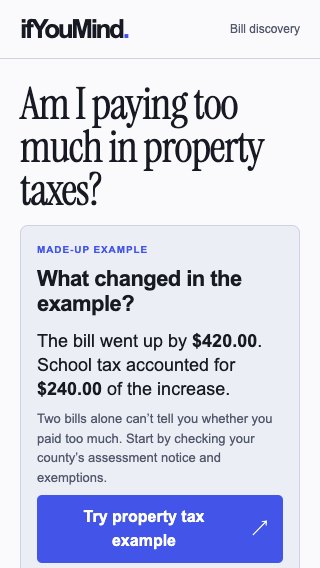 ifYouMind.
Bill discovery
Am I paying too
much in property
taxes?
MADE-UP EXAMPLE
What changed in the
example?
The bill went up by $420.00.
School tax accounted for
$240.00 of the increase.
Two bills alone can’t tell you whether you
paid too much. Start by checking your
county’s assessment notice and
exemptions.
Try property tax
example